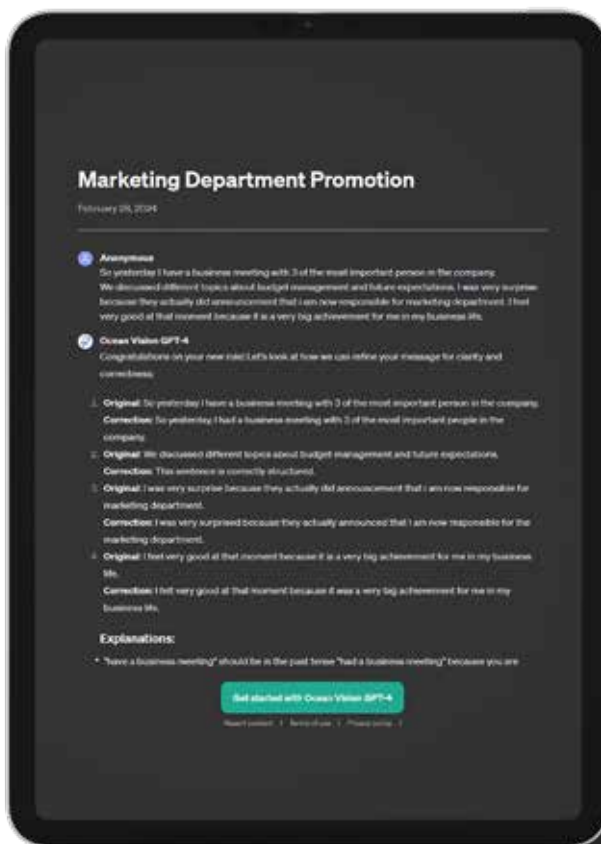 Marketing Department Promotion
February 28, 2024
Anonymous
So yesterday I have a business meeting with 3 of the most important person in the company.
We discussed different topics about budget management and future expectations. I was very surprise
because they actually did announcement that i am now responsible for marketing department. I feel
very good at that moment because it is a very big achievement for me in my business life.
Ocean Vision GPT-4
Congratulations on your new role! Let's look at how we can refine your message for clarity and
correctness:
1. Original: So yesterday I have a business meeting with 3 of the most important person in the company.
Correction: So yesterday, I had a business meeting with 3 of the most important people in the
company.
2. Original: We discussed different topics about budget management and future expectations.
Correction: This sentence is correctly structured.
3. Original: I was very surprise because they actually did announcement that i am now responsible for
marketing department.
Correction: I was very surprised because they actually announced that I am now responsible for the
marketing department.
4. Original: I feel very good at that moment because it is a very big achievement for me in my business
life.
Correction: I felt very good at that moment because it was a very big achievement for me in my
business life.
Explanations:
• "have a business meeting" should be in the past tense "had a business meeting" because you are
Get started with Ocean Vision GPT-4
Report content | Terms of use | Privacy policy |